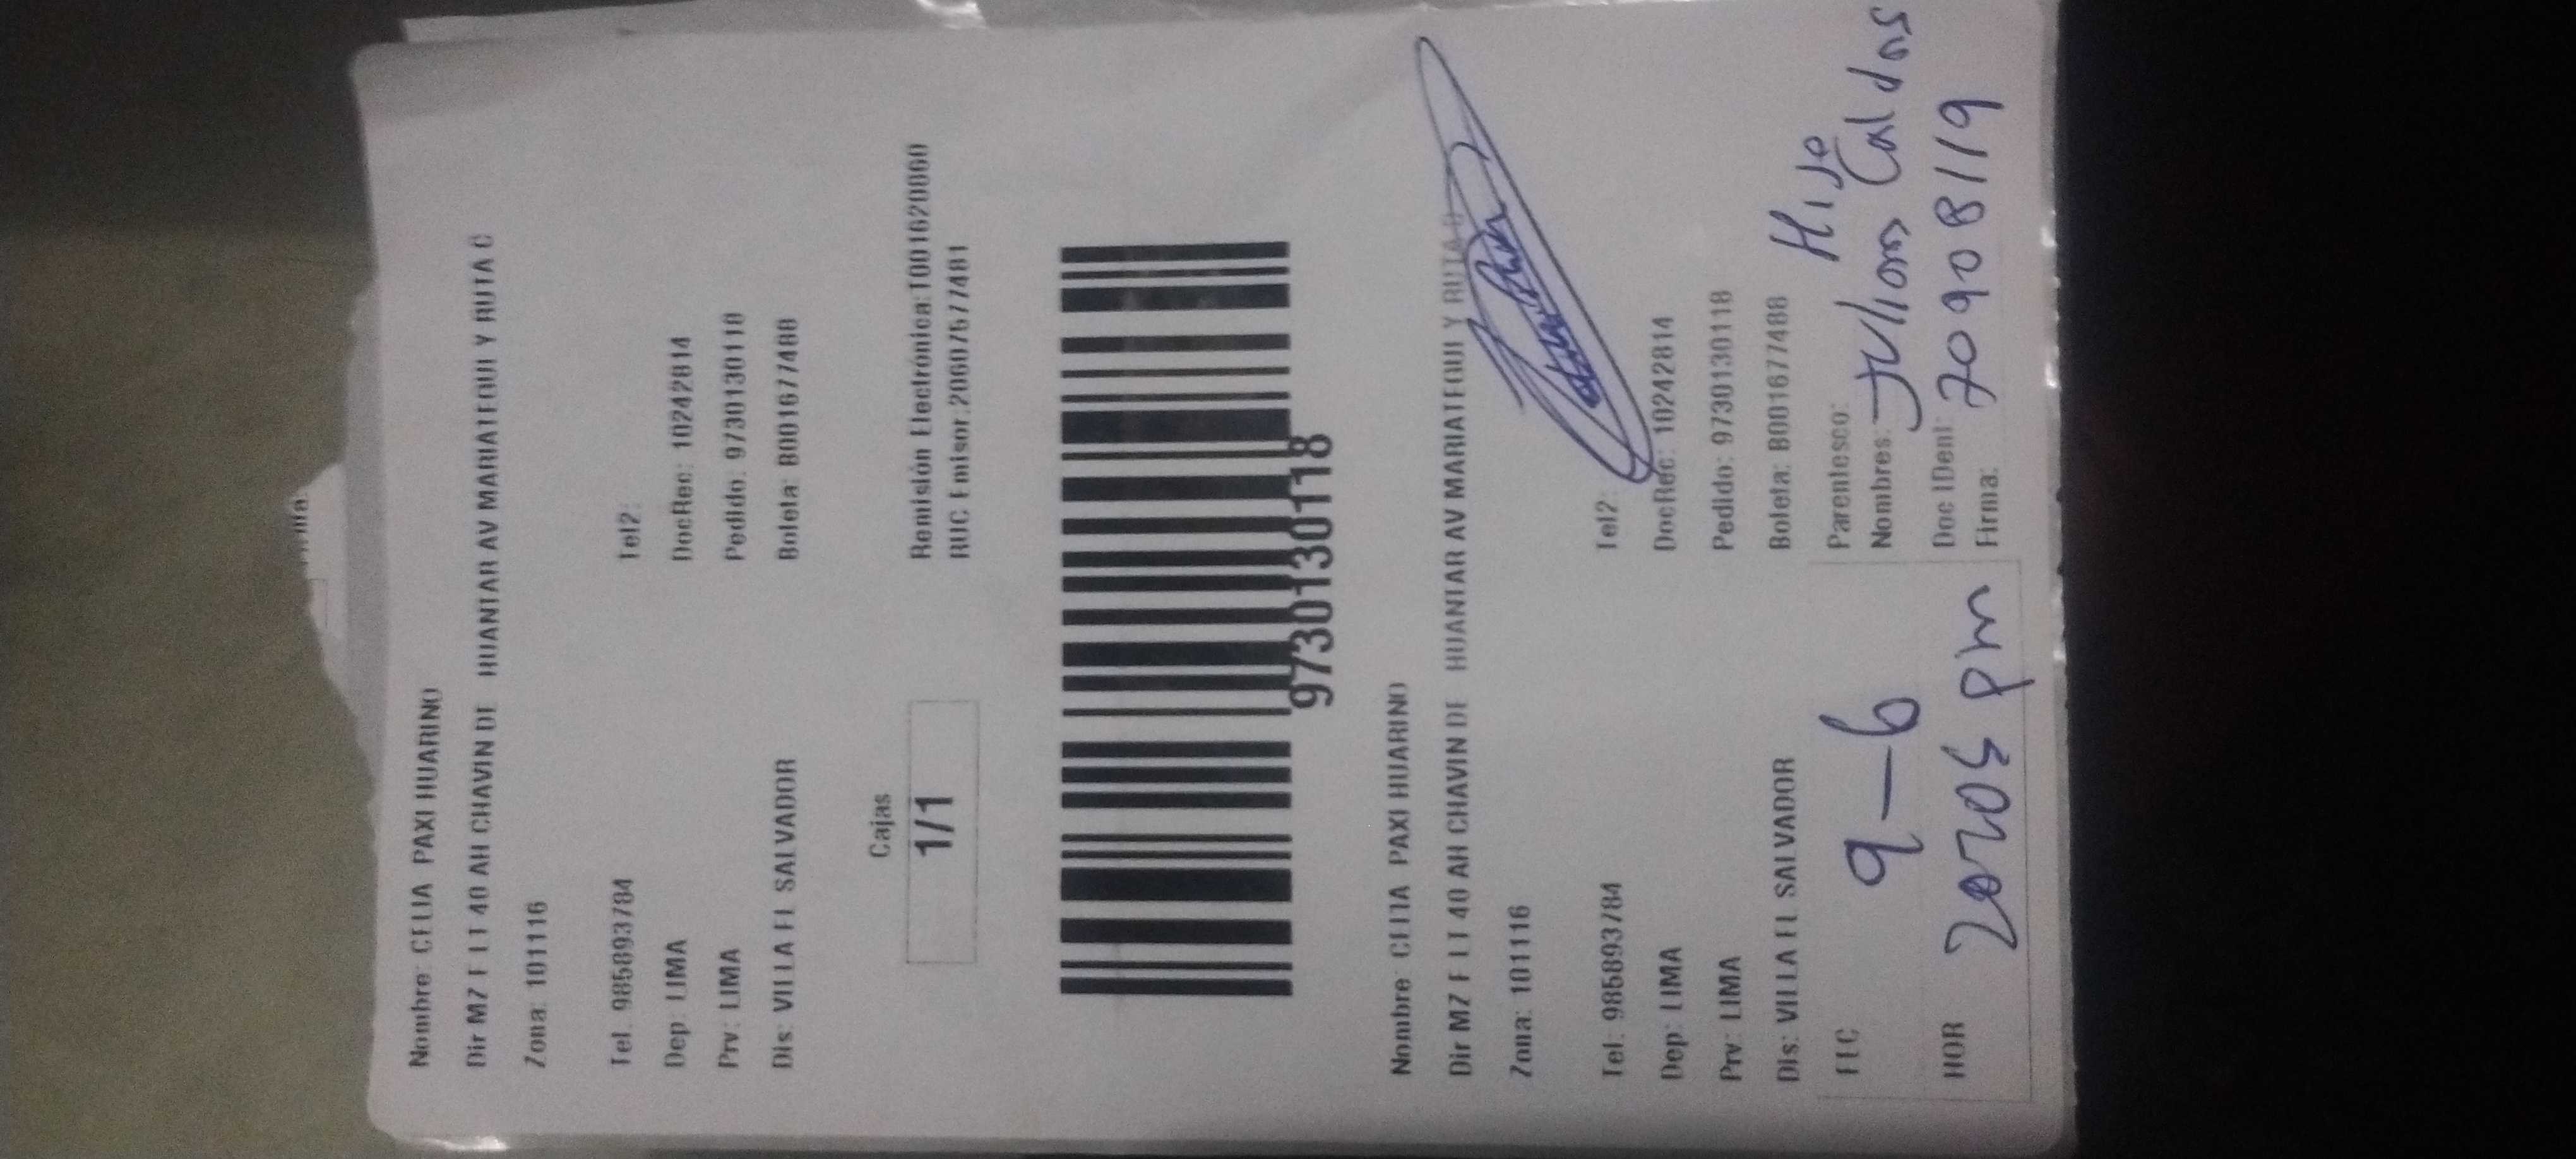 Nombre: CELIA PAXI HUARINO
Dir MZ F LT 40 AH CHAVIN DE HUANTAR AV MARIATEGUI Y RUTA C
Zona: 101116
Tel: 985893784 Tel2:
Dep: LIMA DocRec: 10242814
Prv: LIMA Pedido: 9730130118
Dis: VILLA EL SALVADOR Boleta: B001677488
Cajas
1/1
Remisión Electrónica:T001620060
RUC Emisor:20607577481
9730130118
Nombre: CELIA PAXI HUARINO
Dir MZ F LT 40 AH CHAVIN DE HUANTAR AV MARIATEGUI Y RUTA C
Zona: 101116
Tel: 985893784 Tel2:
Dep: LIMA DocRec: 10242814
Prv: LIMA Pedido: 9730130118
Dis: VILLA EL SALVADOR Boleta: B001677488
FEC 9-6 Parentesco: Hijo
Nombres: Caldas
HOR pm Doc IDent: 70908119
Firma: